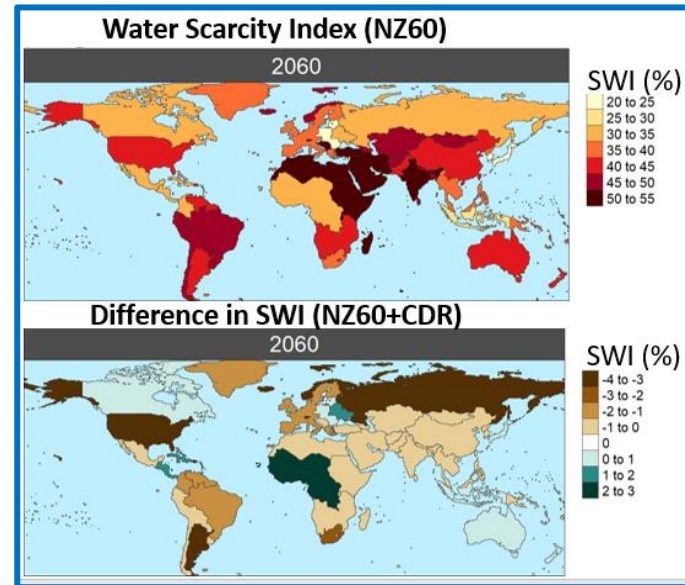 Water Scarcity Index (NZ60)
2060
SWI (%)
20 to 25
25 to 30
30 to 35
35 to 40
40 to 45
45 to 50
50 to 55
Difference in SWI (NZ60+CDR)
2060
SWI (%)
-4 to -3
-3 to -2
-2 to -1
-1 to 0
0
0 to 1
1 to 2
2 to 3